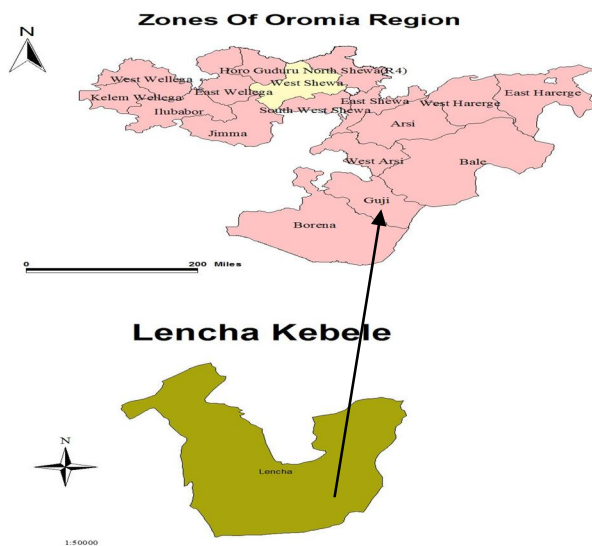 Zones Of Oromia Region
N
Horo Guduru North Shewa(R4)
West Wellega
West Shewa
East Harerge
Kelem Wellega
East Wellega
East Shewa
West Harerge
Ilubabor
South West Shewa
Arsi
Jimma
West Arsi
Bale
Guji
Borena
0 200 Miles
Lencha Kebele
N
Lencha
1:50000